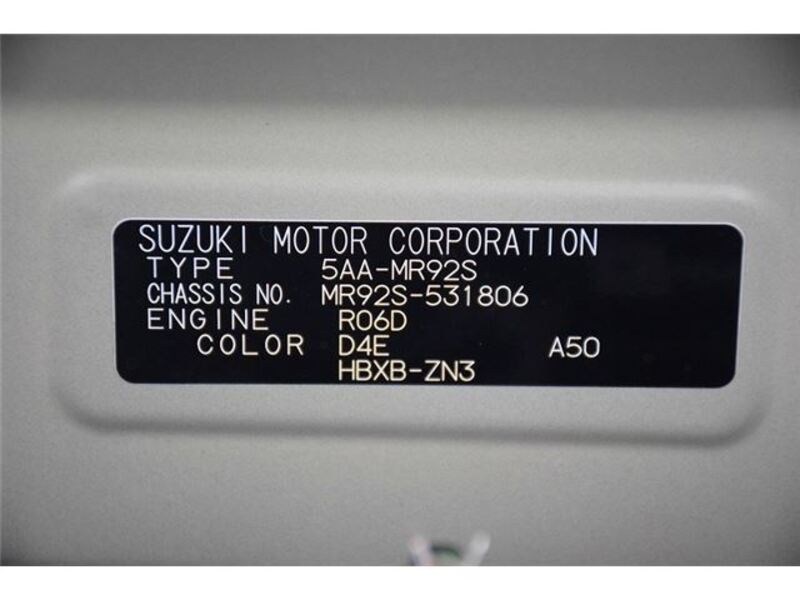 SUZUKI MOTOR CORPORATION
TYPE 5AA-MR92S
CHASSIS NO. MR92S-531806
ENGINE R06D
COLOR D4E A50
HBXB-ZN3